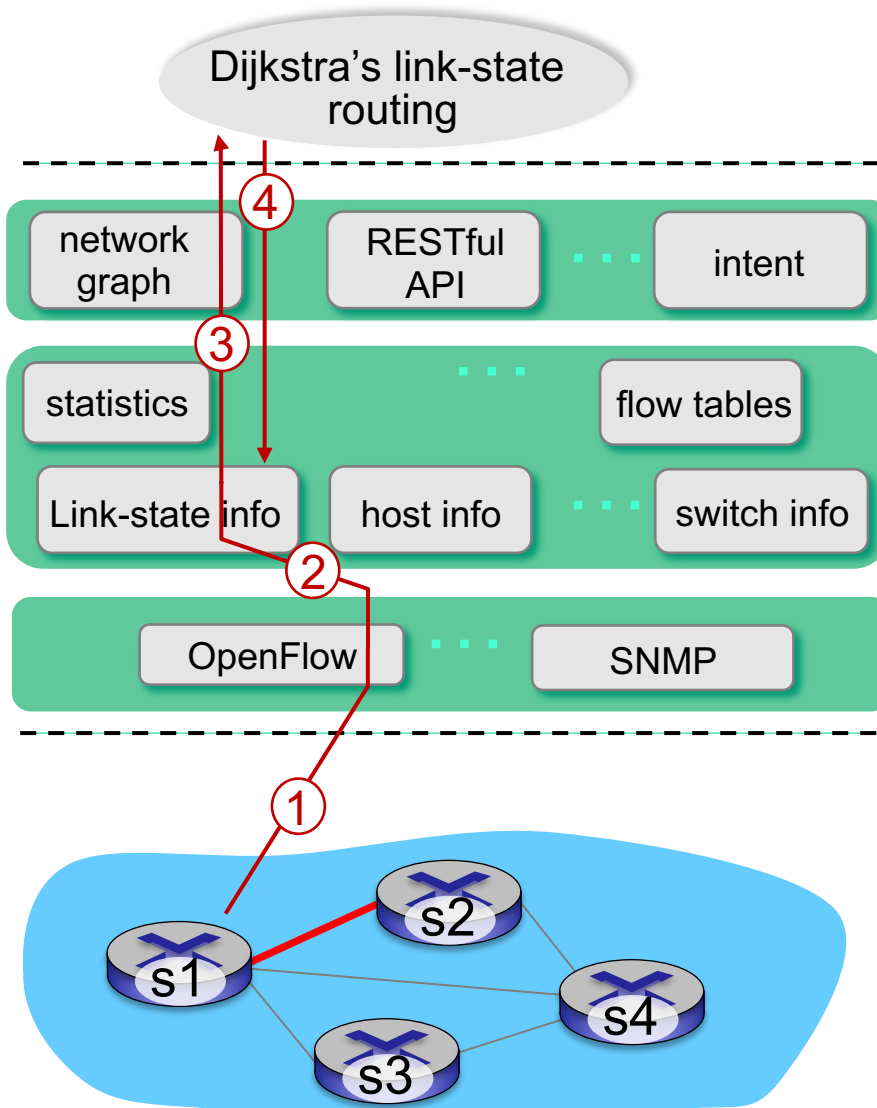 Dijkstra's link-state
routing
4
network
graph
RESTful
API
intent
3
statistics
flow tables
Link-state info
host info
switch info
2
OpenFlow
SNMP
1
s2
s1
s4
s3